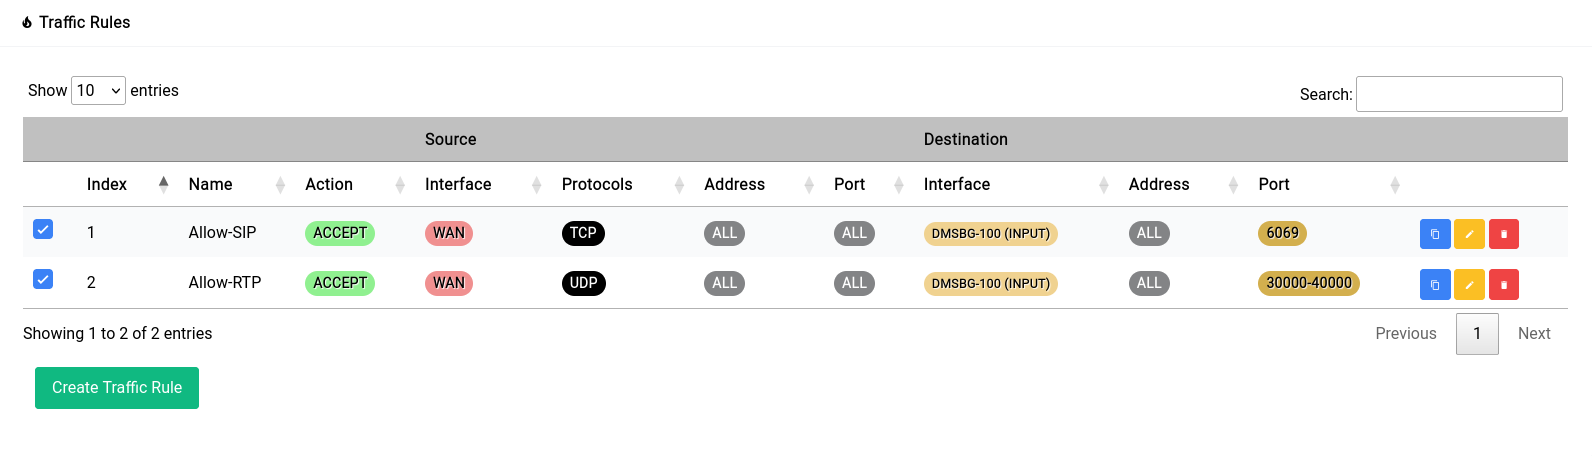 Traffic Rules
Show 10 entries
Search:
Source Destination
Index Name Action Interface Protocols Address Port Interface Address Port
1 Allow-SIP ACCEPT WAN TCP ALL ALL DMSBG-100 (INPUT) ALL 6069
2 Allow-RTP ACCEPT WAN UDP ALL ALL DMSBG-100 (INPUT) ALL 30000-40000
Showing 1 to 2 of 2 entries
Previous 1 Next
Create Traffic Rule